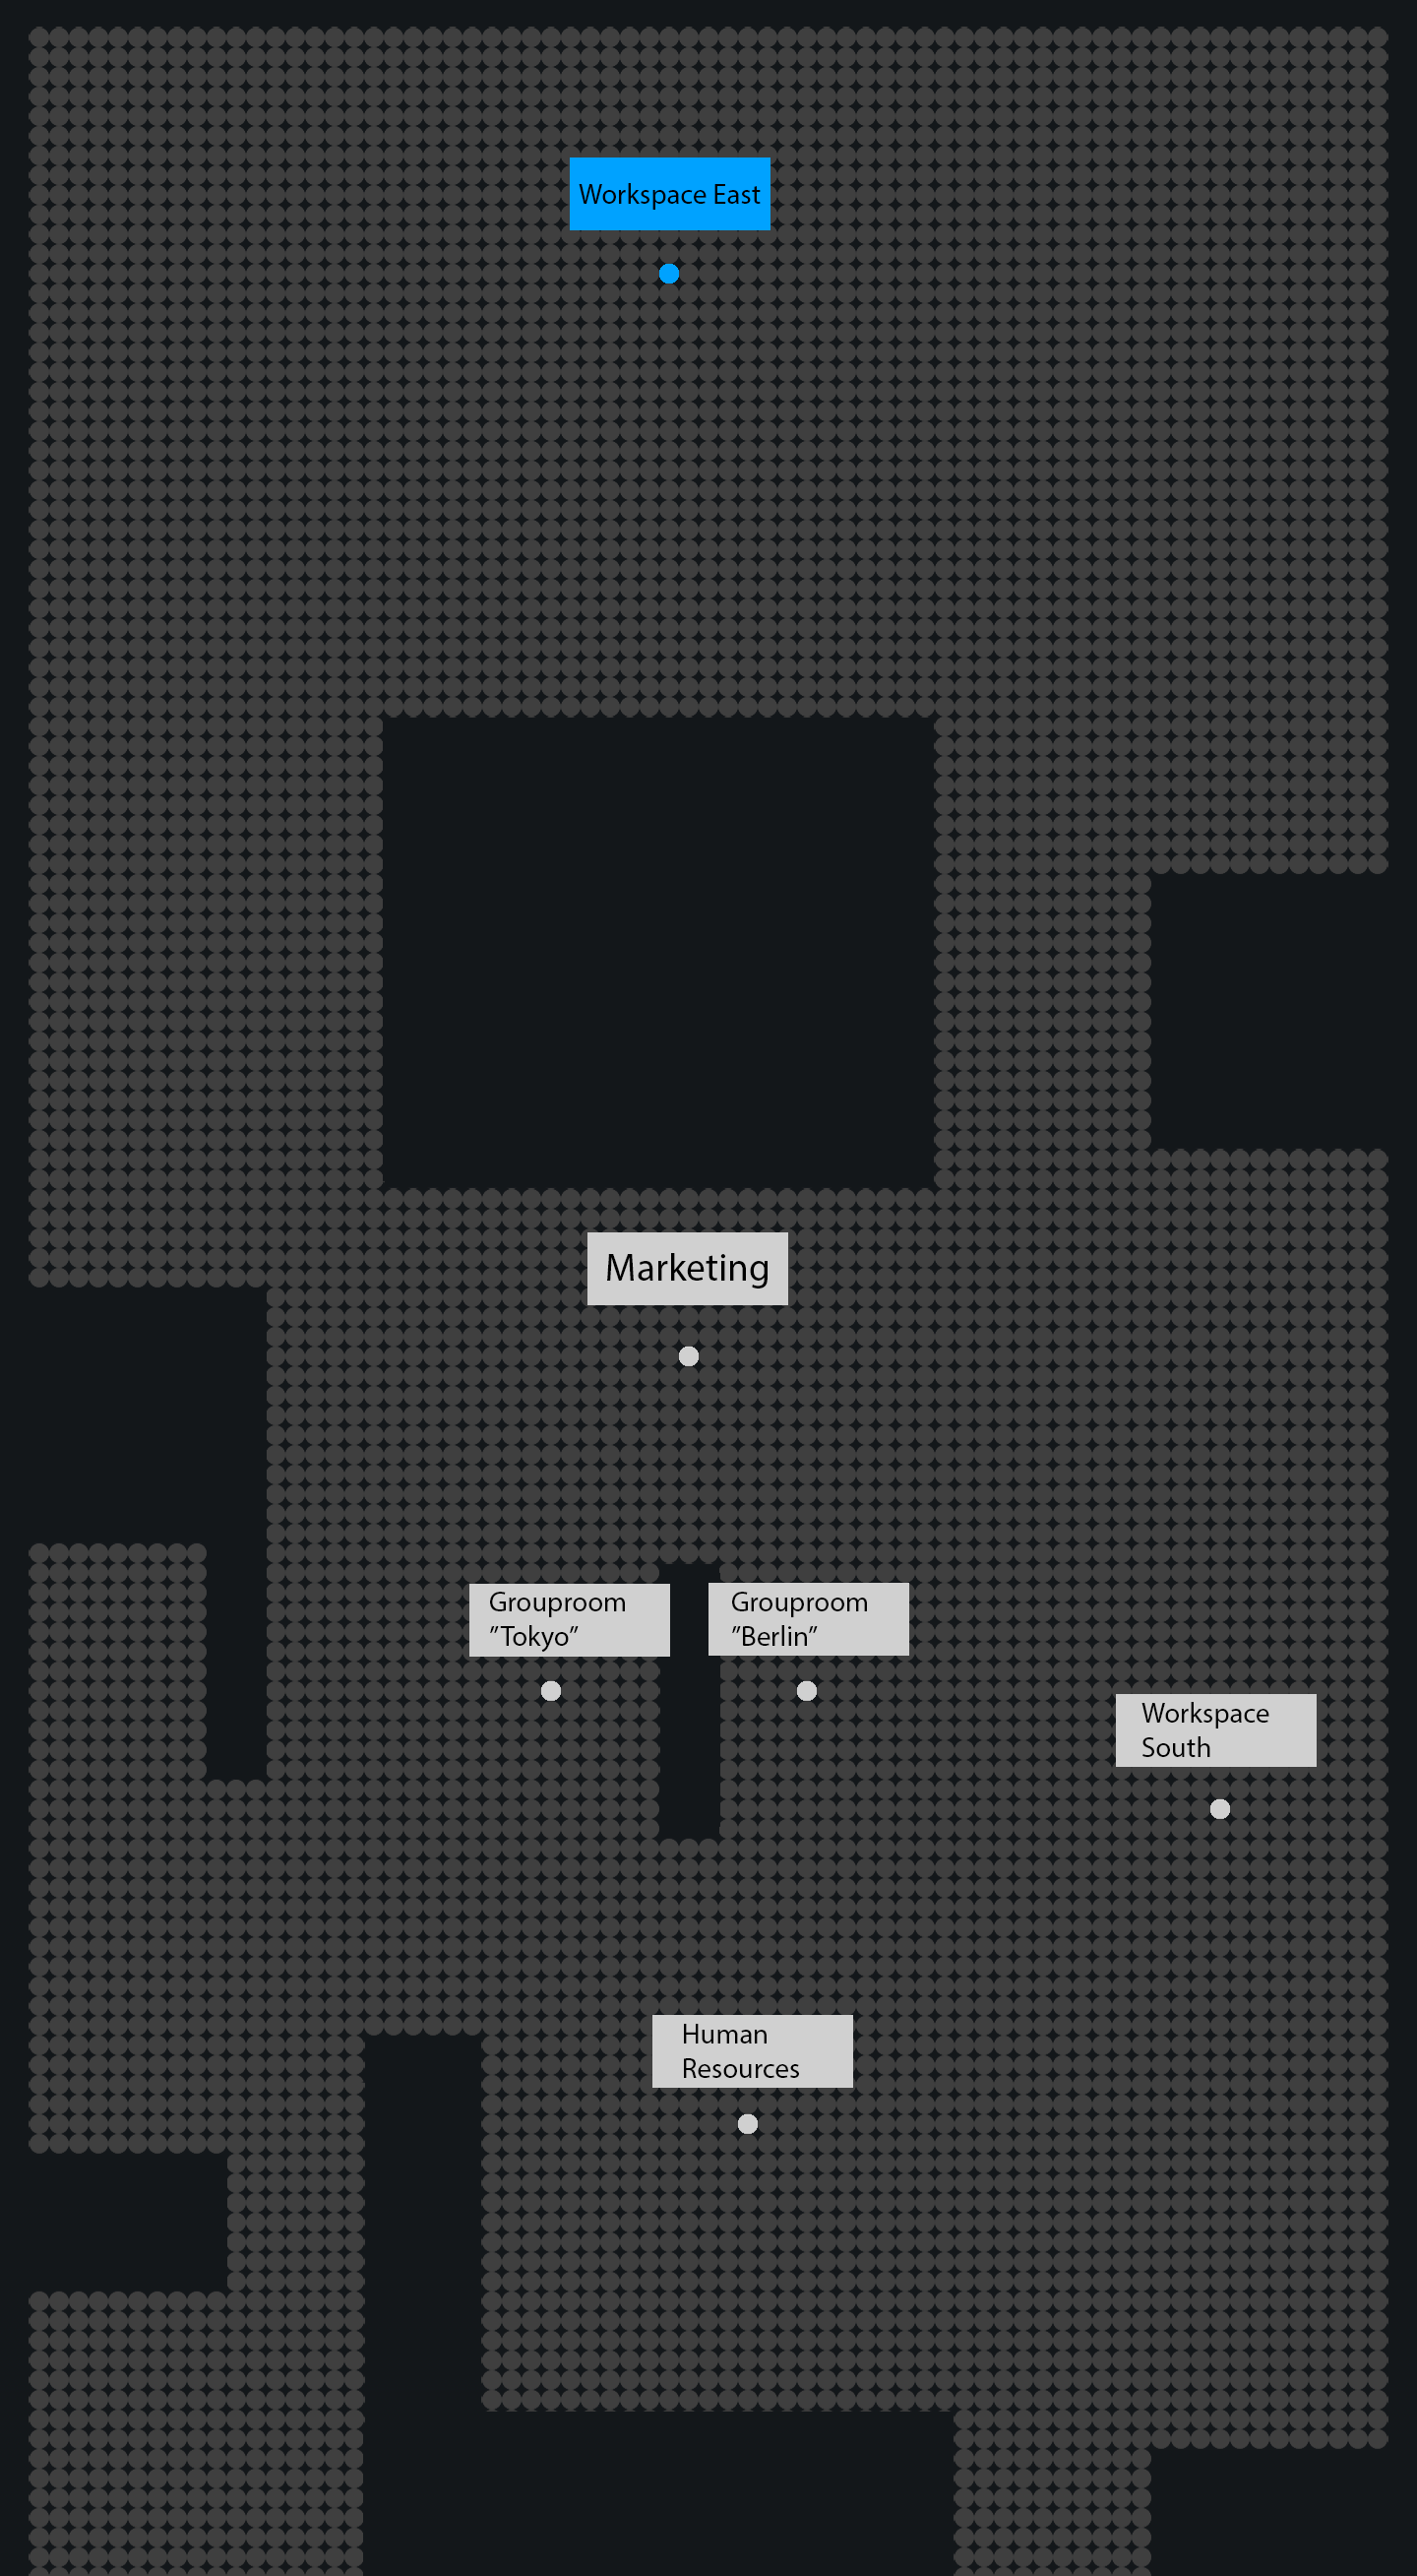 Workspace East
Marketing
Grouproom
”Tokyo”
Grouproom
”Berlin”
Workspace
South
Human
Resources